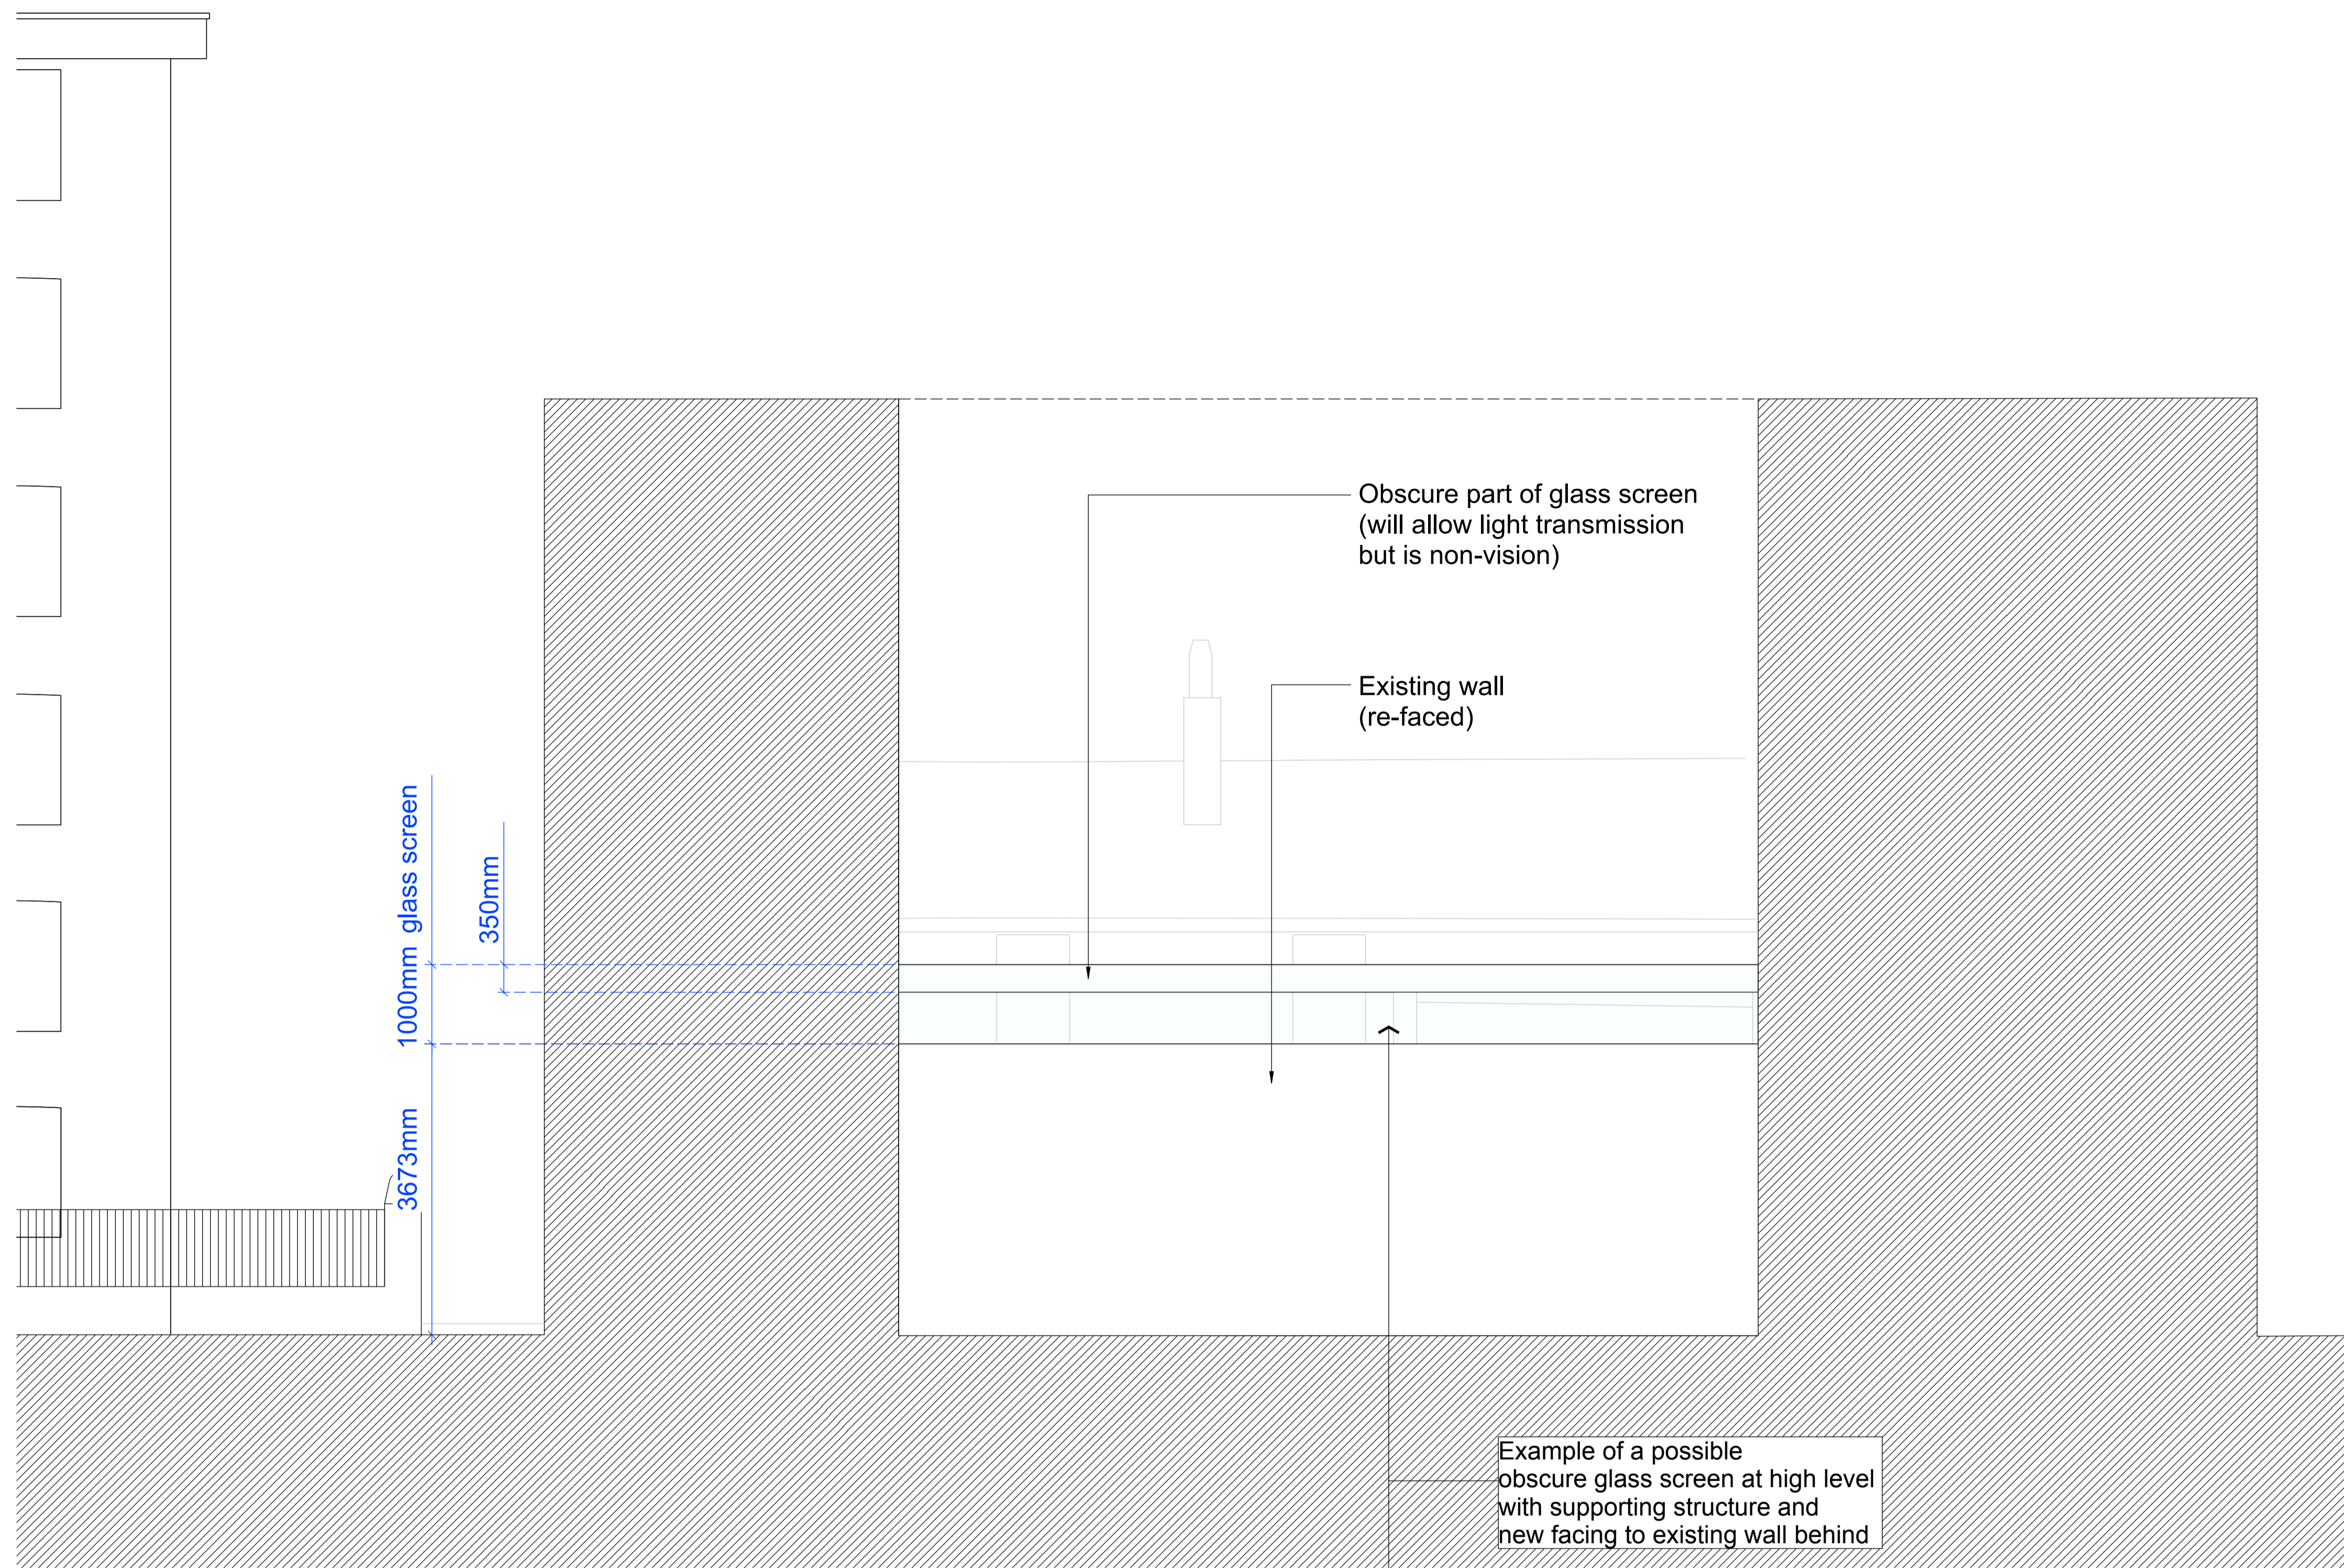 Obscure part of glass screen
(will allow light transmission
but is non-vision)
Existing wall
(re-faced)
1000mm glass screen
350mm
3673mm
Example of a possible
obscure glass screen at high level
with supporting structure and
new facing to existing wall behind